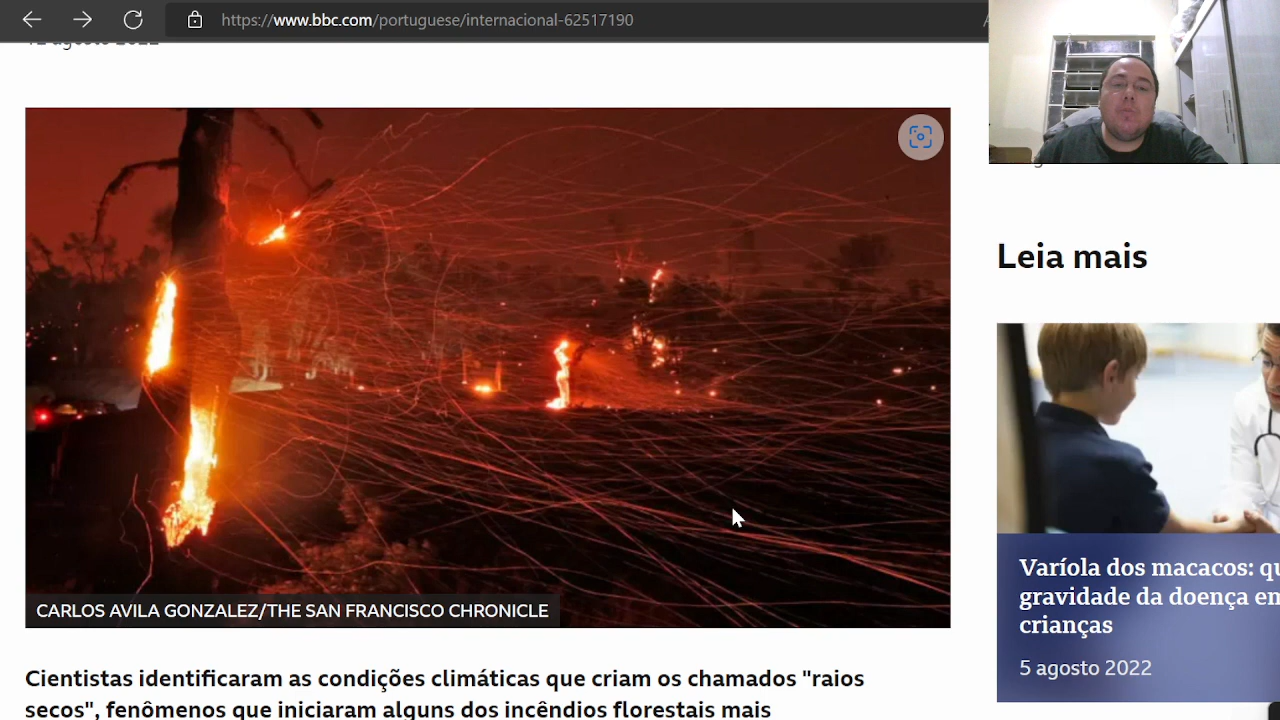 https://www.bbc.com/portuguese/internacional-62517190
Leia mais
CARLOS AVILA GONZALEZ/THE SAN FRANCISCO CHRONICLE
Varíola dos macacos:
gravidade da doença
crianças
5 agosto 2022
Cientistas identificaram as condições climáticas que criam os chamados "raios
secos", fenômenos que iniciaram alguns dos incêndios florestais mais